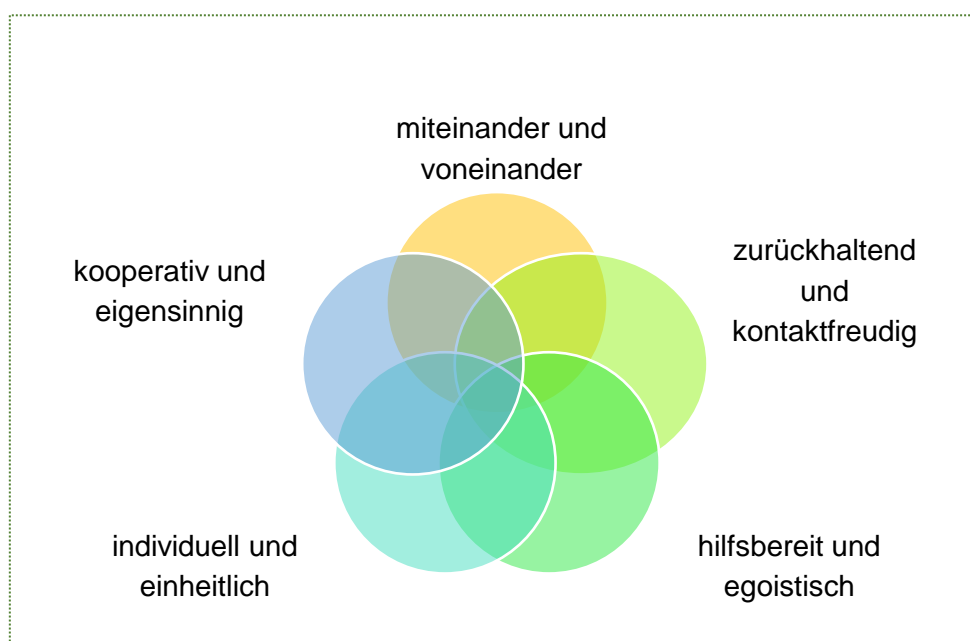 miteinander und
voneinander
zurückhaltend
und
kontaktfreudig
kooperativ und
eigensinnig
individuell und
einheitlich
hilfsbereit und
egoistisch